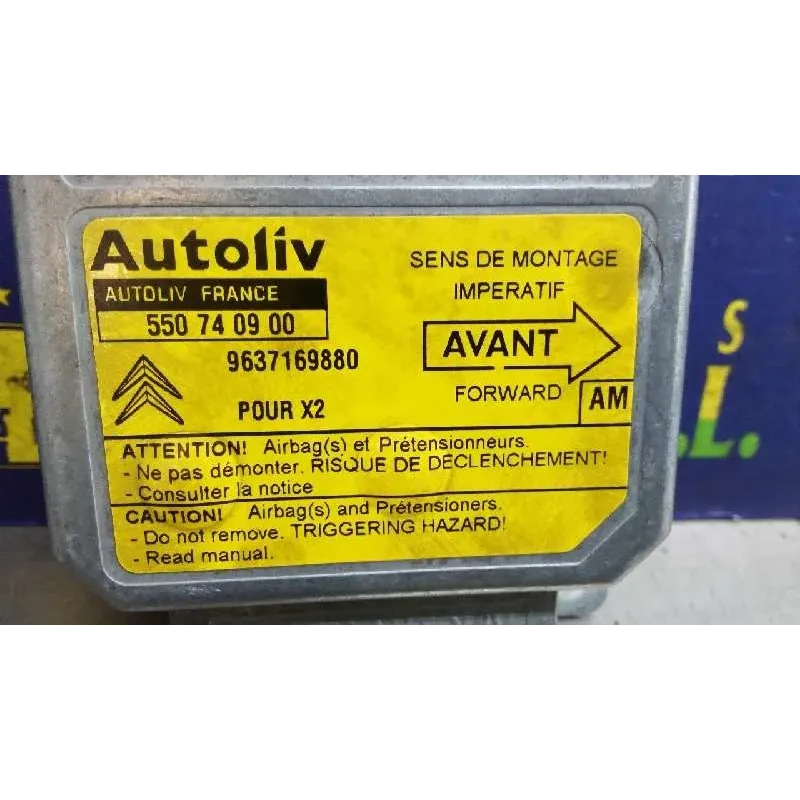 Autoliv
AUTOLIV FRANCE
550 74 09 00
9637169880
POUR X2
SENS DE MONTAGE
IMPERATIF
AVANT
FORWARD
AM
ATTENTION! Airbag(s) et Prétensionneurs.
- Ne pas démonter. RISQUE DE DÉCLENCHEMENT!
- Consulter la notice
CAUTION! Airbag(s) and Prétensioners.
- Do not remove. TRIGGERING HAZARD!
- Read manual.
S
.L.